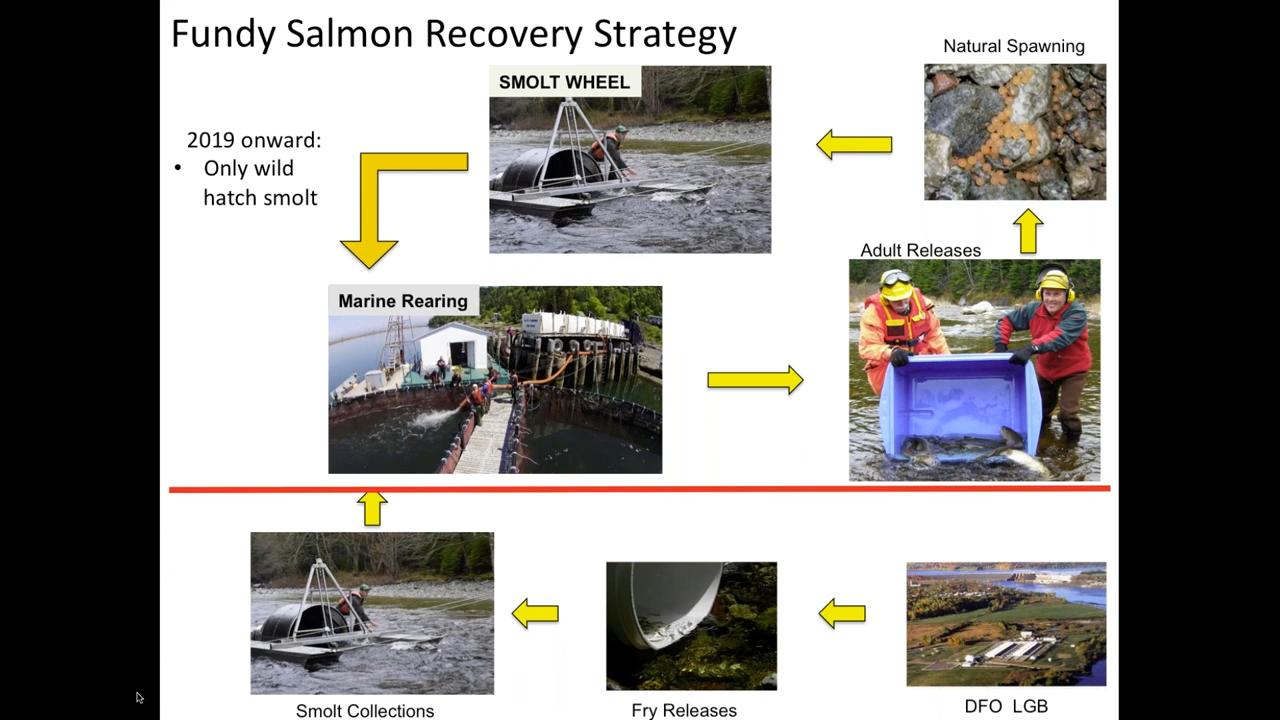 Fundy Salmon Recovery Strategy
Natural Spawning
SMOLT WHEEL
2019 onward:
• Only wild
hatch smolt
Adult Releases
Marine Rearing
Smolt Collections
Fry Releases
DFO LGB